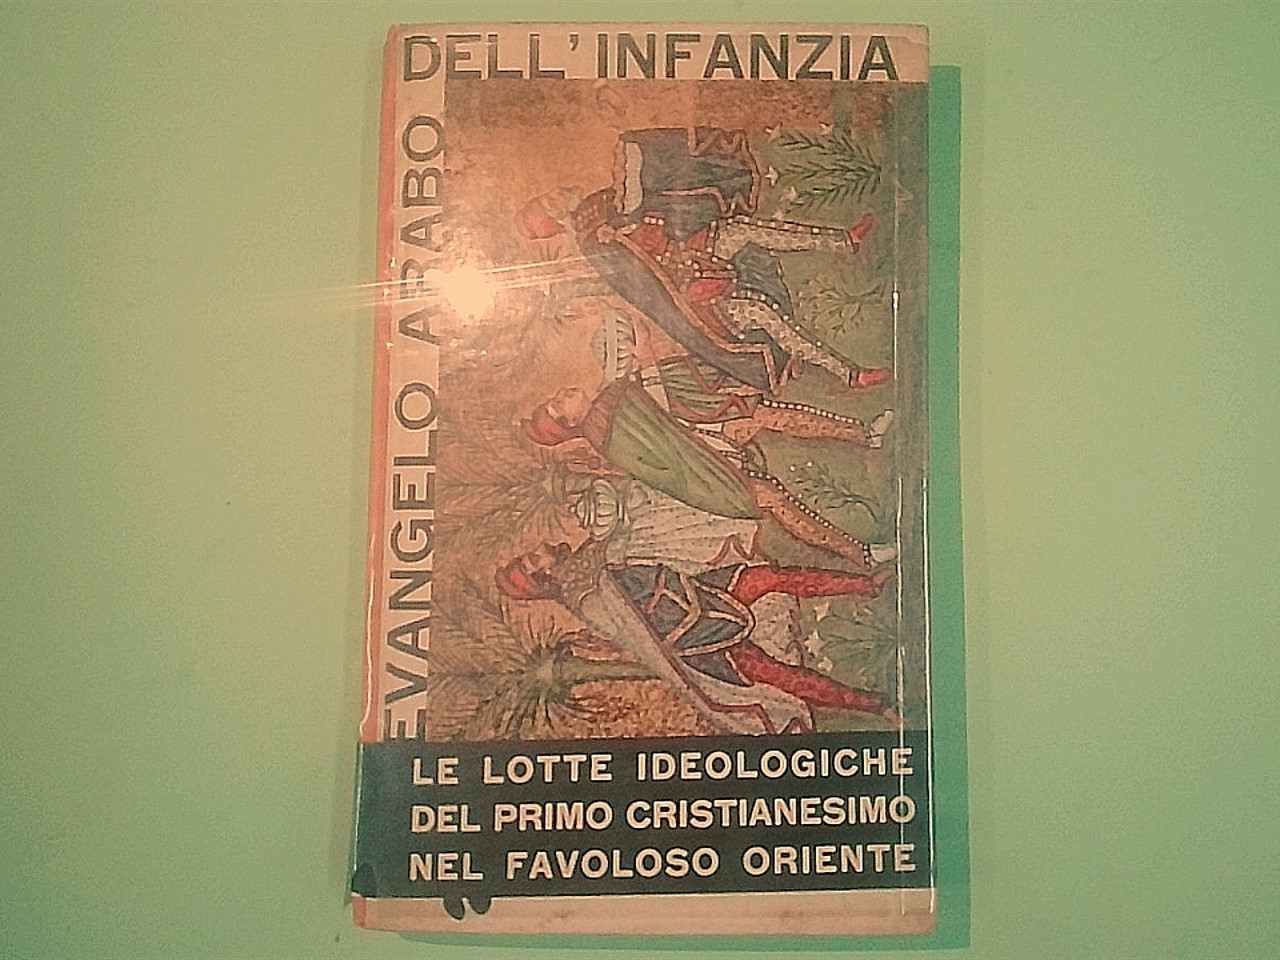 EVANGELO ARABO
DELL'INFANZIA
LE LOTTE IDEOLOGICHE
DEL PRIMO CRISTIANESIMO
NEL FAVOLOSO ORIENTE